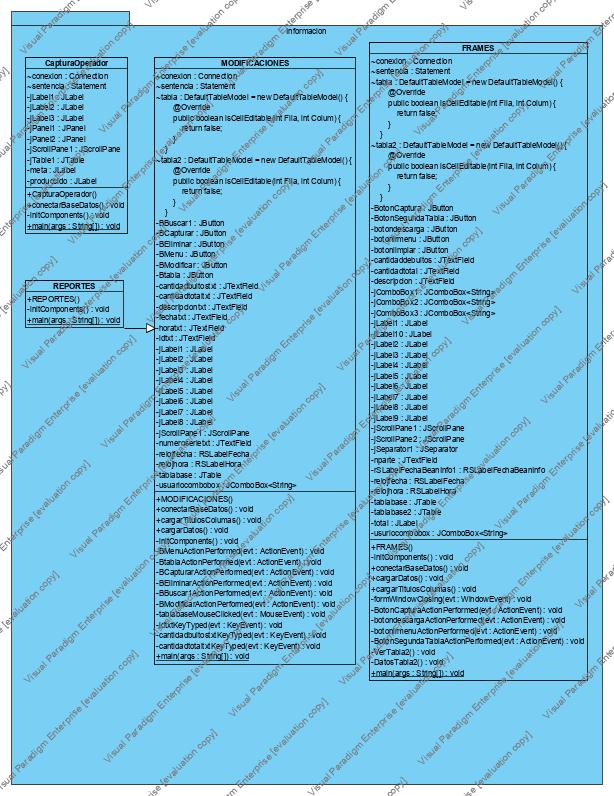 Informacion
CapturaOperador
~conexion : Connection
~sentencia : Statement
-jLabel1 : JLabel
-jLabel2 : JLabel
-jLabel3 : JLabel
-jPanel1 : JPanel
-jPanel2 : JPanel
-jScrollPane1 : JScrollPane
-jTable1 : JTable
-meta : JLabel
-producido : JLabel
+CapturaOperador()
+conectarBaseDatos() : void
-initComponents() : void
+main(args : String[]) : void
REPORTES
+REPORTES()
-initComponents() : void
+main(args : String[]) : void
MODIFICACIONES
~conexion : Connection
~sentencia : Statement
~tabla : DefaultTableModel = new DefaultTableModel() {
@Override
public boolean isCellEditable(int Fila, int Colum) {
return false;
}
}
~tabla2 : DefaultTableModel = new DefaultTableModel() {
@Override
public boolean isCellEditable(int Fila, int Colum) {
return false;
}
}
-BBuscar1 : JButton
-BCapturar : JButton
-BEliminar : JButton
-BMenu : JButton
-BModificar : JButton
-Btabla : JButton
-cantidadbultostxt : JTextField
-cantidadtotaltxt : JTextField
-descripciontxt : JTextField
-fechatxt : JTextField
-horatxt : JTextField
-idtxt : JTextField
-jLabel1 : JLabel
-jLabel2 : JLabel
-jLabel3 : JLabel
-jLabel4 : JLabel
-jLabel5 : JLabel
-jLabel6 : JLabel
-jLabel7 : JLabel
-jLabel8 : JLabel
-jScrollPane1 : JScrollPane
-numeroserietxt : JTextField
-relojfecha : RSLabelFecha
-relojhora : RSLabelHora
-tablabase : JTable
-usuariocombobox : JComboBox<String>
+MODIFICACIONES()
+conectarBaseDatos() : void
+cargarTitulosColumas() : void
+cargarDatos() : void
-initComponents() : void
-BMenuActionPerformed(evt : ActionEvent) : void
-BtablaActionPerformed(evt : ActionEvent) : void
-BCapturarActionPerformed(evt : ActionEvent) : void
-BEliminarActionPerformed(evt : ActionEvent) : void
-BBuscar1ActionPerformed(evt : ActionEvent) : void
-BModificarActionPerformed(evt : ActionEvent) : void
-tablabaseMouseClicked(evt : MouseEvent) : void
-idtxtKeyTyped(evt : KeyEvent) : void
-cantidadbultostxtKeyTyped(evt : KeyEvent) : void
-cantidadtotaltxtKeyTyped(evt : KeyEvent) : void
+main(args : String[]) : void
FRAMES
~conexion : Connection
~sentencia : Statement
~tabla : DefaultTableModel = new DefaultTableModel() {
@Override
public boolean isCellEditable(int Fila, int Colum) {
return false;
}
}
~tabla2 : DefaultTableModel = new DefaultTableModel() {
@Override
public boolean isCellEditable(int Fila, int Colum) {
return false;
}
}
-BotonCaptura : JButton
-BotonSegundaTabla : JButton
-botondescarga : JButton
-botonimenu : JButton
-botonlimpiar : JButton
-cantidaddebultos : JTextField
-cantidadtotal : JTextField
-descripcion : JTextField
-jComboBox1 : JComboBox<String>
-jComboBox2 : JComboBox<String>
-jComboBox3 : JComboBox<String>
-jLabel1 : JLabel
-jLabel10 : JLabel
-jLabel2 : JLabel
-jLabel3 : JLabel
-jLabel4 : JLabel
-jLabel5 : JLabel
-jLabel6 : JLabel
-jLabel7 : JLabel
-jLabel8 : JLabel
-jLabel9 : JLabel
-jScrollPane1 : JScrollPane
-jScrollPane2 : JScrollPane
-jSeparator1 : JSeparator
-nparte : JTextField
-rSLabelFechaBeanInfo1 : RSLabelFechaBeanInfo
-relojfecha : RSLabelFecha
-relojhora : RSLabelHora
-tablabase : JTable
-tablabase2 : JTable
-total : JLabel
-usuriocombox : JComboBox<String>
+FRAMES()
-initComponents() : void
+conectarBaseDatos() : void
+cargarDatos() : void
+cargarTitulosColumas() : void
-formWindowClosing(evt : WindowEvent) : void
-BotonCapturaActionPerformed(evt : ActionEvent) : void
-botondescargaActionPerformed(evt : ActionEvent) : void
-botonimenuActionPerformed(evt : ActionEvent) : void
-BotonSegundaTablaActionPerformed(evt : ActionEvent) : void
-VerTabla2() : void
-DatosTabla2() : void
+main(args : String[]) : void
Visual Paradigm Enterprise [evaluation copy]